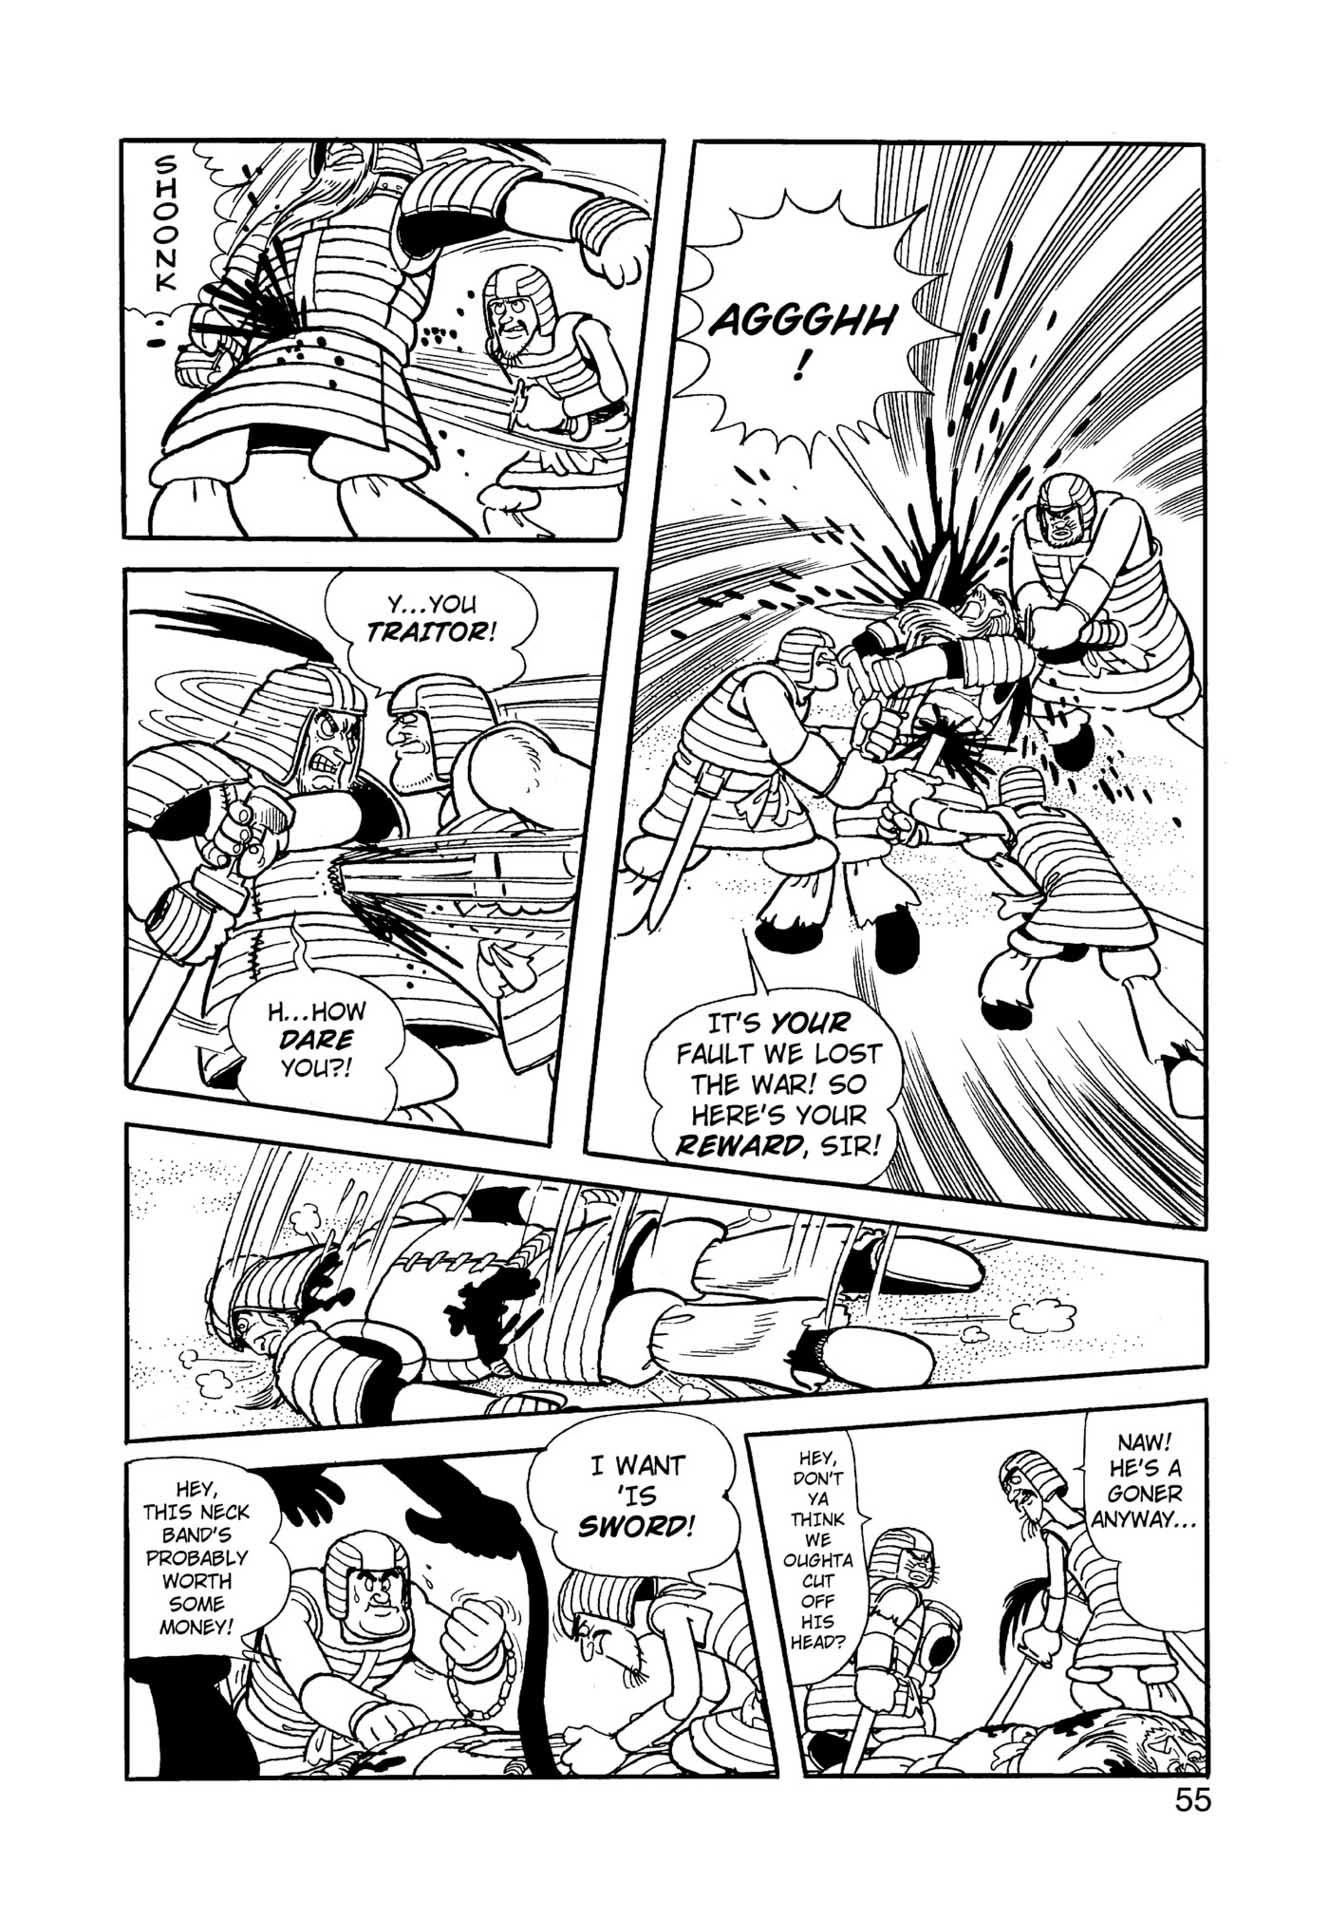 SHOONK
Y...YOU
TRAITOR!
H...HOW
DARE
YOU?!
AGGGHH
!
IT'S YOUR
FAULT WE LOST
THE WAR! SO
HERE'S YOUR
REWARD, SIR!
HEY,
THIS NECK
BAND'S
PROBABLY
WORTH
SOME
MONEY!
I WANT
'IS
SWORD!
HEY,
DON'T
YA
THINK
WE
OUGHTA
CUT
OFF
HIS
HEAD?
NAW!
HE'S A
GONER
ANYWAY...
55